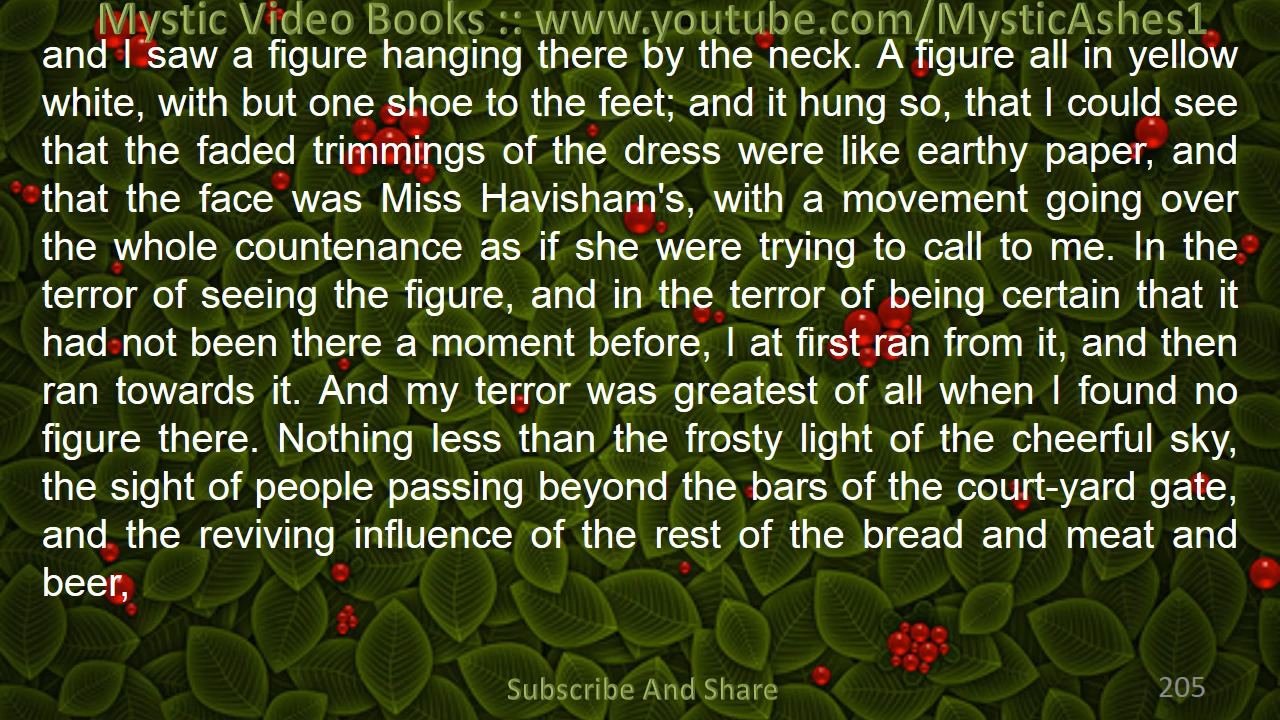 Mystic Video Books :: www.youtube.com/MysticAshes1
and I saw a figure hanging there by the neck. A figure all in yellow
white, with but one shoe to the feet; and it hung so, that I could see
that the faded trimmings of the dress were like earthy paper, and
that the face was Miss Havisham's, with a movement going over
the whole countenance as if she were trying to call to me. In the
terror of seeing the figure, and in the terror of being certain that it
had not been there a moment before, I at first ran from it, and then
ran towards it. And my terror was greatest of all when I found no
figure there. Nothing less than the frosty light of the cheerful sky,
the sight of people passing beyond the bars of the court-yard gate,
and the reviving influence of the rest of the bread and meat and
beer,
Subscribe And Share
205